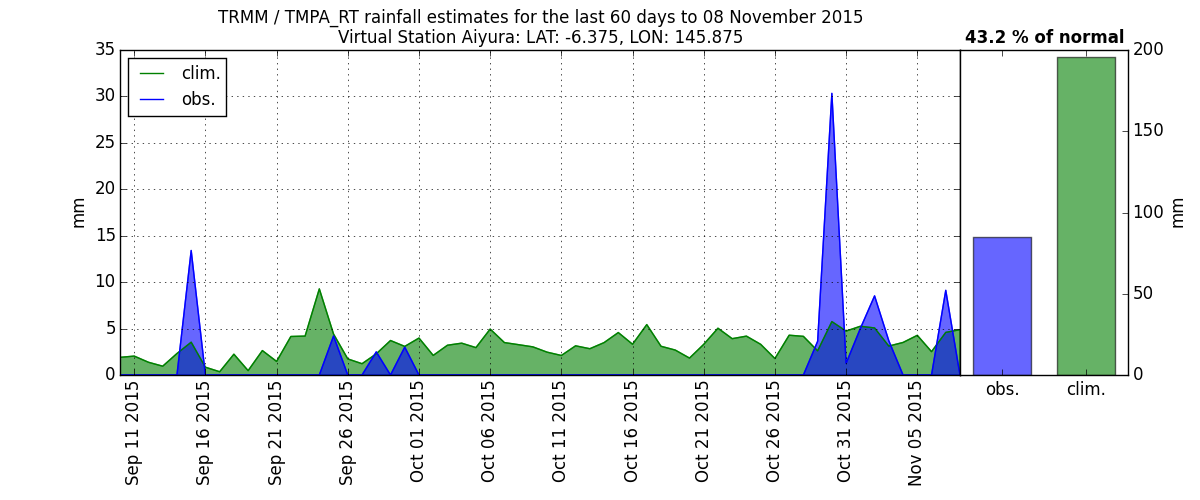 TRMM / TMPA_RT rainfall estimates for the last 60 days to 08 November 2015
Virtual Station Aiyura: LAT: -6.375, LON: 145.875
43.2 % of normal
clim.
obs.
35
30
25
20
15
10
5
0
mm
200
150
100
50
0
mm
Sep 11 2015
Sep 16 2015
Sep 21 2015
Sep 26 2015
Oct 01 2015
Oct 06 2015
Oct 11 2015
Oct 16 2015
Oct 21 2015
Oct 26 2015
Oct 31 2015
Nov 05 2015
obs.
clim.